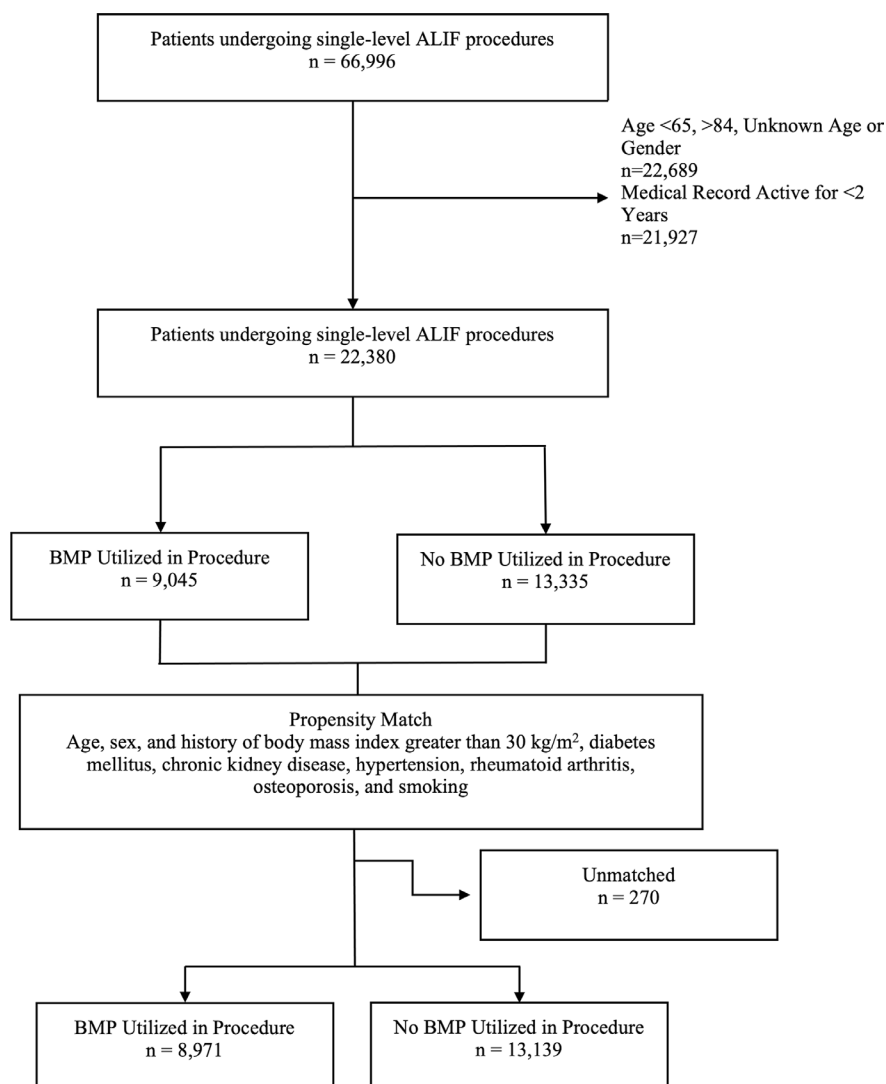 Patients undergoing single-level ALIF procedures
n = 66,996
Age <65, >84, Unknown Age or
Gender
n=22,689
Medical Record Active for <2
Years
n=21,927
Patients undergoing single-level ALIF procedures
n = 22,380
BMP Utilized in Procedure
n = 9,045
No BMP Utilized in Procedure
n = 13,335
Propensity Match
Age, sex, and history of body mass index greater than 30 kg/m², diabetes
mellitus, chronic kidney disease, hypertension, rheumatoid arthritis,
osteoporosis, and smoking
Unmatched
n = 270
BMP Utilized in Procedure
n = 8,971
No BMP Utilized in Procedure
n = 13,139